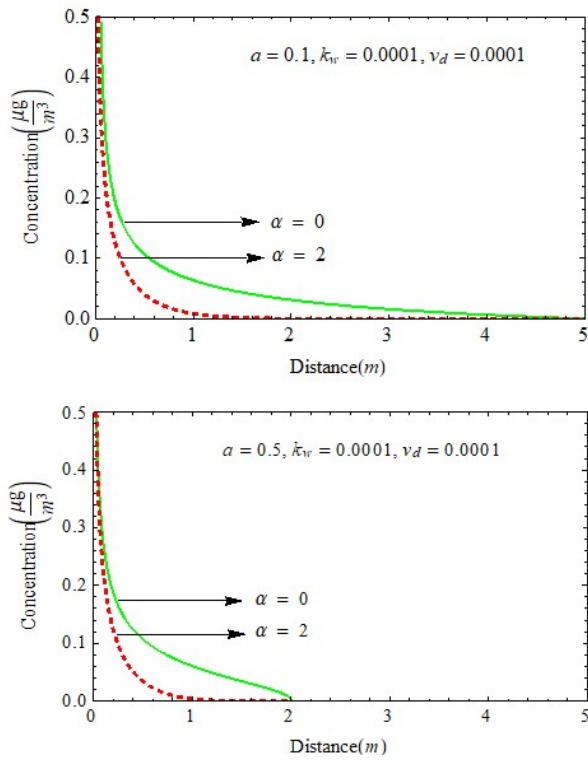 0.5
a = 0.1, k_w = 0.0001, v_d = 0.0001
0.4
0.3
Concentration(μg/m³)
0.2
α = 0
0.1
α = 2
0.0
0 1 2 3 4 5
Distance(m)
0.5
a = 0.5, k_w = 0.0001, v_d = 0.0001
0.4
0.3
Concentration(μg/m³)
0.2
α = 0
0.1
α = 2
0.0
0 1 2 3 4 5
Distance(m)